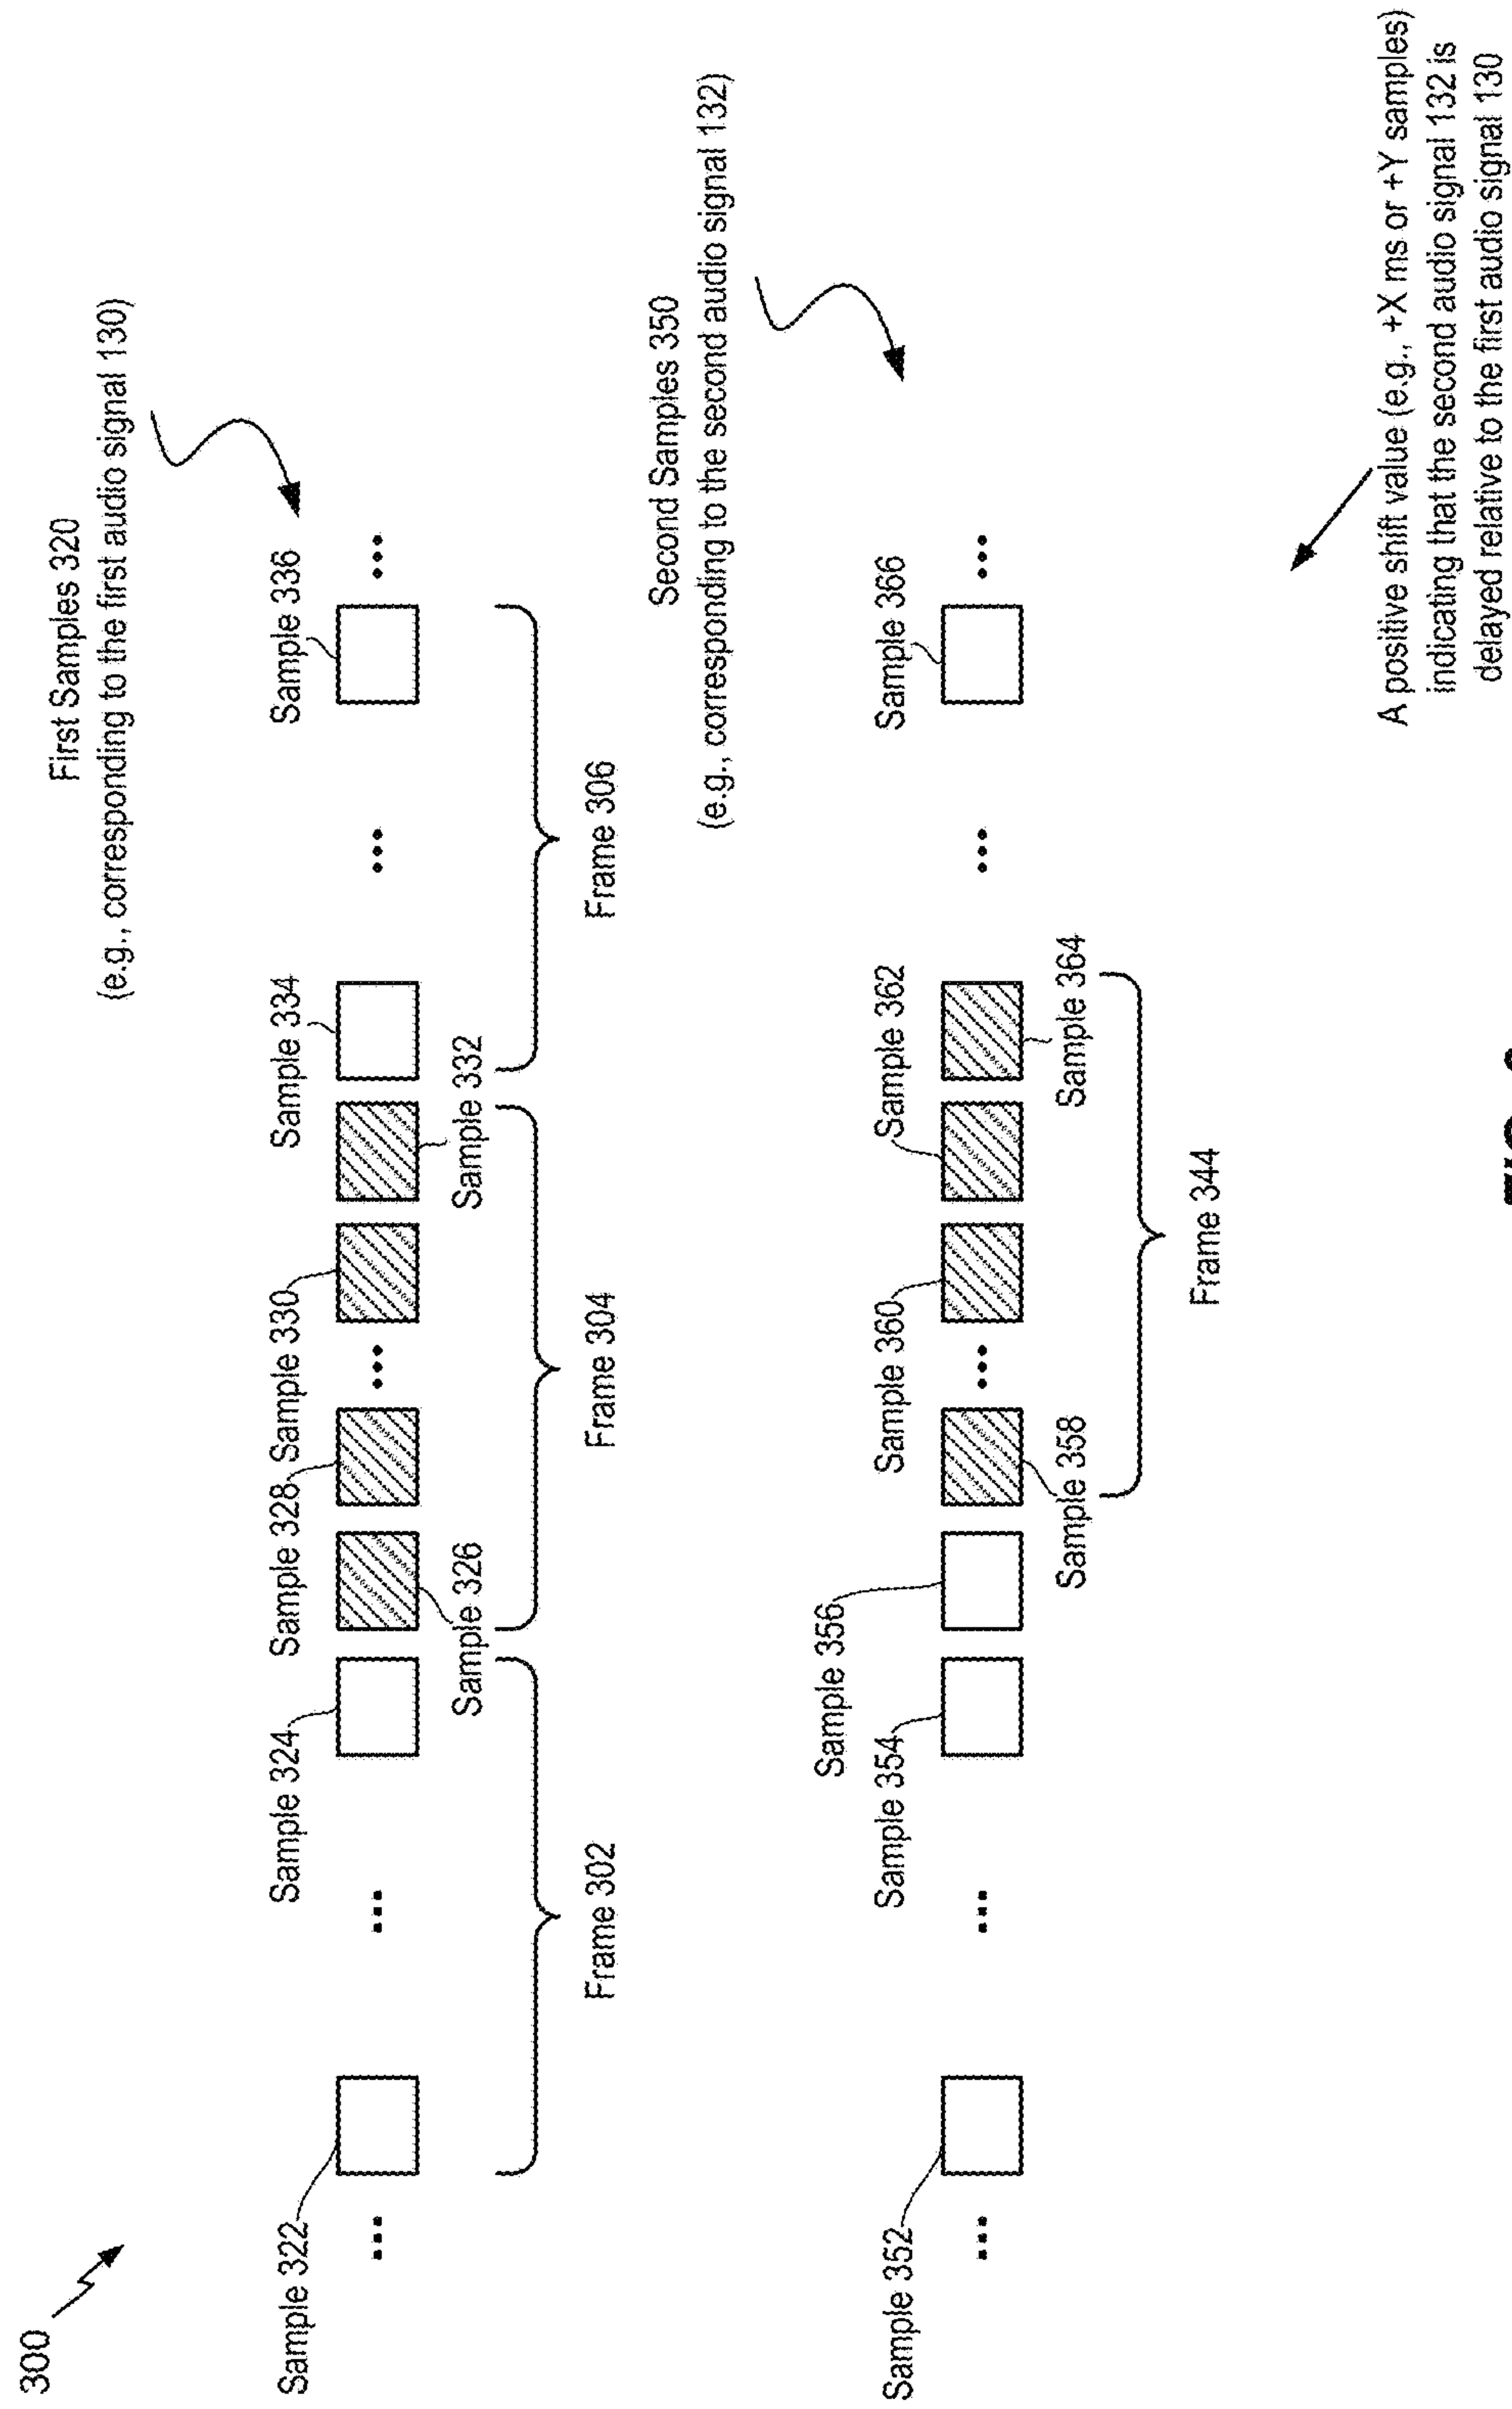 300
First Samples 320
(e.g., corresponding to the first audio signal 130)
Sample 322
Sample 324
Sample 328
Sample 330
Sample 334
Sample 336
...
...
...
...
...
Sample 326
Sample 332
Frame 302
Frame 304
Frame 306
Second Samples 350
(e.g., corresponding to the second audio signal 132)
Sample 356
Sample 352
Sample 354
Sample 360
Sample 362
Sample 366
...
...
...
...
...
Sample 358
Sample 364
Frame 344
A positive shift value (e.g., +X ms or +Y samples)
indicating that the second audio signal 132 is
delayed relative to the first audio signal 130